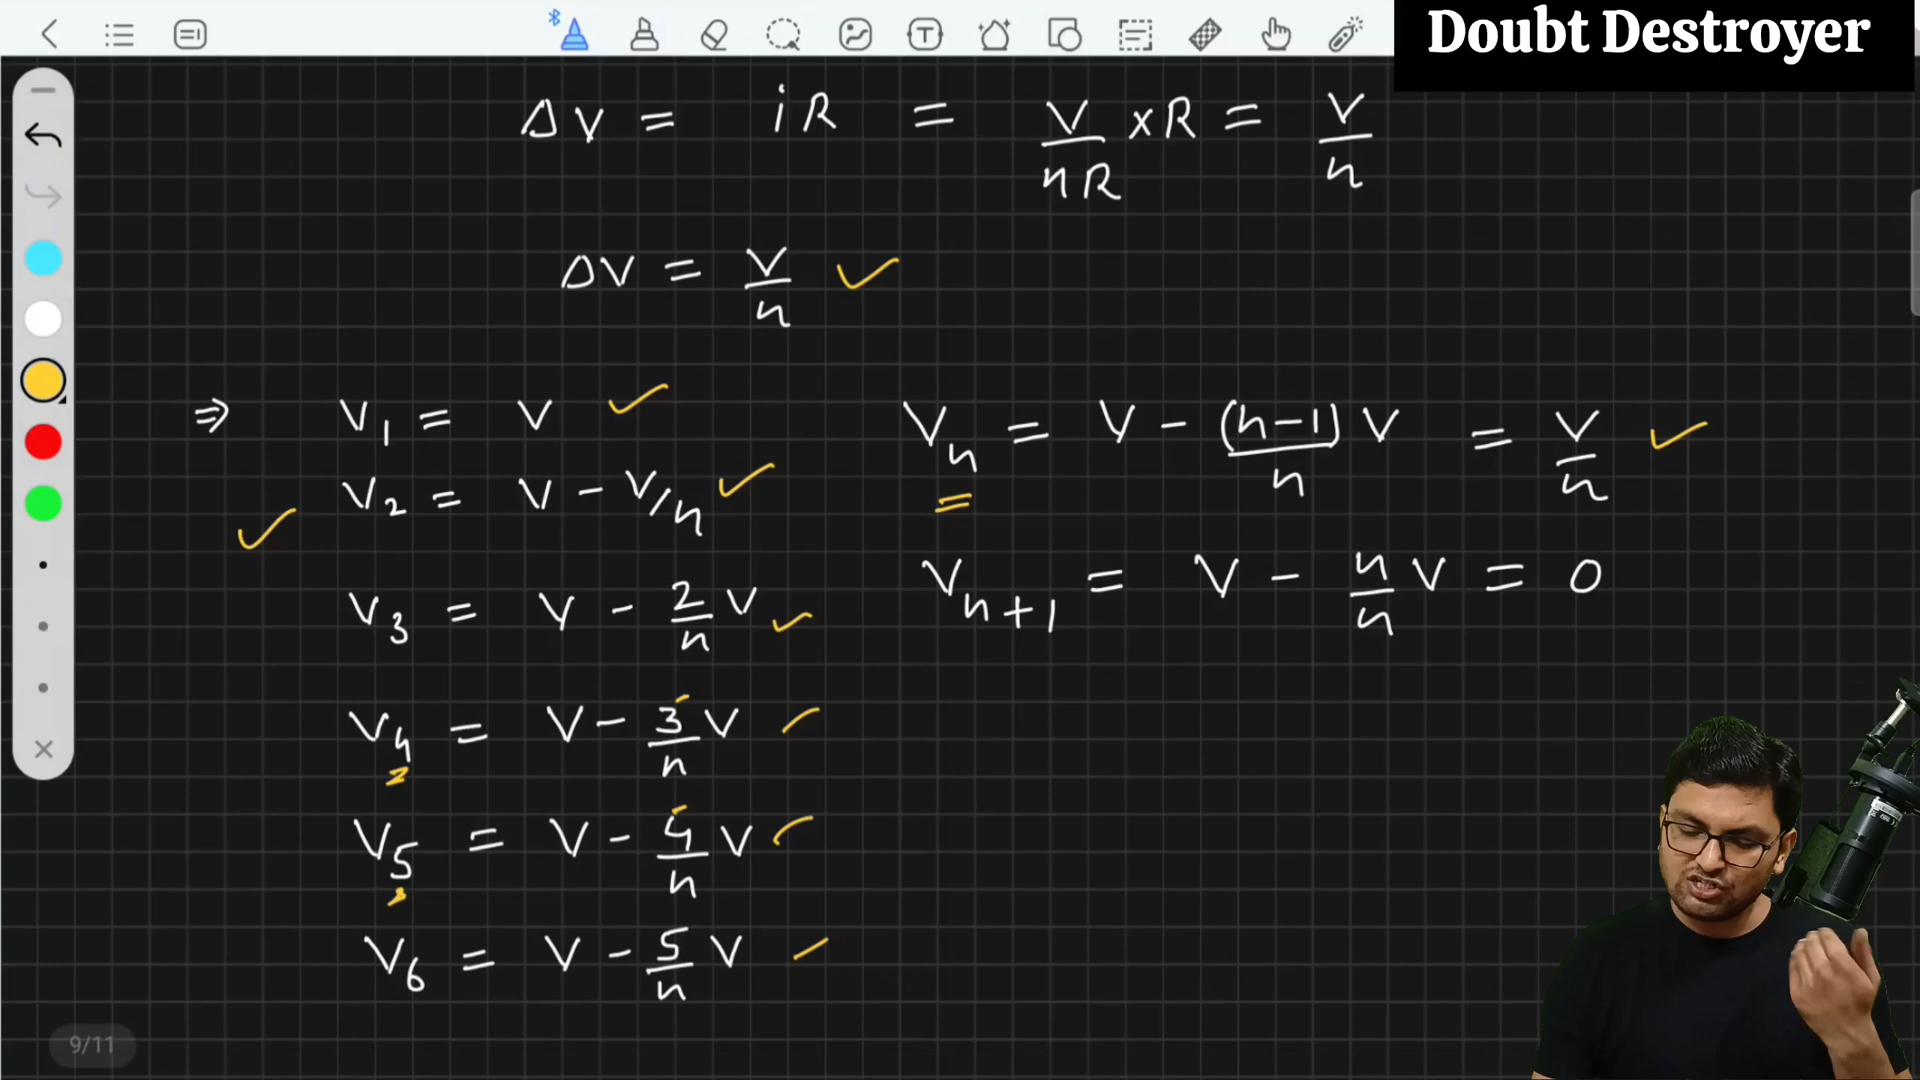 Doubt Destroyer
ΔV = iR = V/nR × R = V/n
ΔV = V/n ✓
⇒ V₁ = V ✓
V₂ = V − V/n ✓
✓
V₃ = V − 2/n V ✓
V₄ = V − 3/n V
V₅ = V − 4/n V
V₆ = V − 5/n V
Vₙ = V − (n−1)/n V = V/n ✓
Vₙ₊₁ = V − n/n V = 0
9/11